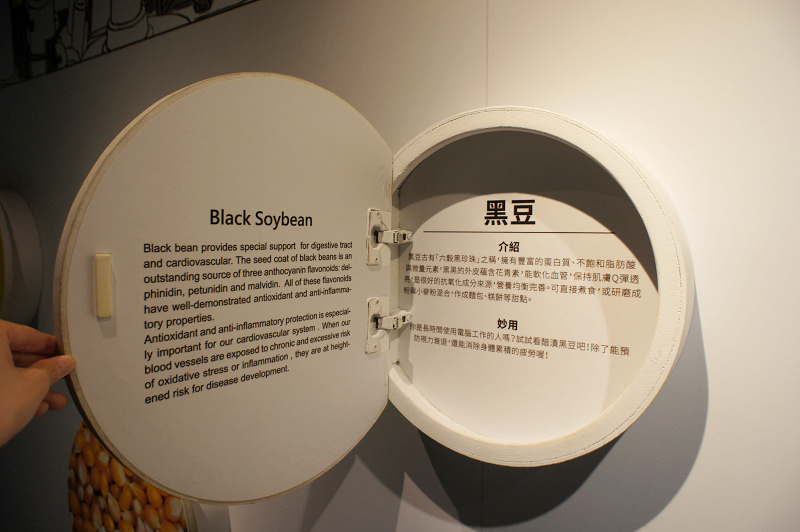 Black Soybean
Black bean provides special support for digestive tract
and cardiovascular. The seed coat of black beans is an
outstanding source of three anthocyanin flavonoids: del-
phinidin, petunidin and malvidin. All of these flavonoids
have well-demonstrated antioxidant and anti-inflamma-
tory properties.
Antioxidant and anti-inflammatory protection is especial-
ly important for our cardiovascular system . When our
blood vessels are exposed to chronic and excessive risk
of oxidative stress or inflammation , they are at height-
ened risk for disease development.
黑豆
介紹
黑豆古有「六穀黑珍珠」之稱,擁有豐富的蛋白質、不飽和脂肪酸
與微量元素,黑黑的外皮蘊含花青素,能軟化血管,保持肌膚Q彈透
亮,是很好的抗氧化成分來源,營養均衡完善。可直接煮食,或研磨成
粉與小麥粉混合,作成麵包、糕餅等甜點。
妙用
你是長時間使用電腦工作的人嗎?試試看醋漬黑豆吧!除了能預
防視力衰退,還能消除身體累積的疲勞喔!